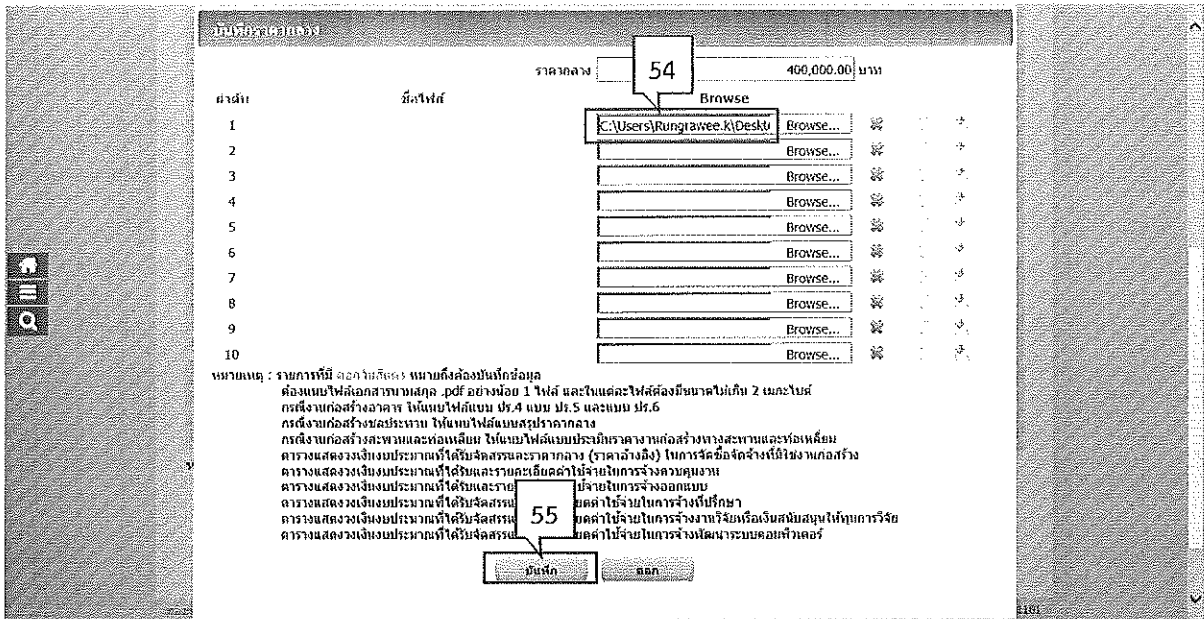 บันทึกราคากลาง
ราคากลาง 400,000.00 บาท
54
ลำดับ ชื่อไฟล์ Browse
1 C:\Users\Rungrawee.k\Deskt Browse...
2 Browse...
3 Browse...
4 Browse...
5 Browse...
6 Browse...
7 Browse...
8 Browse...
9 Browse...
10 Browse...
หมายเหตุ : รายการที่มี ดอกจันสีแดง หมายถึงต้องบันทึกข้อมูล
ต้องแนบไฟล์เอกสารนามสกุล .pdf อย่างน้อย 1 ไฟล์ และในแต่ละไฟล์ต้องมีขนาดไม่เกิน 2 เมกะไบต์
กรณีงานก่อสร้างอาคาร ให้แนบไฟล์แบบ ปร.4 แบบ ปร.5 และแบบ ปร.6
กรณีงานก่อสร้างชลประทาน ให้แนบไฟล์แบบสรุปราคากลาง
กรณีงานก่อสร้างสะพานและท่อเหลี่ยม ให้แนบไฟล์แบบประเมินราคางานก่อสร้างทางสะพานและท่อเหลี่ยม
ตารางแสดงวงเงินงบประมาณที่ได้รับจัดสรรและราคากลาง (ราคาอ้างอิง) ในการจัดซื้อจัดจ้างที่มิใช่งานก่อสร้าง
ตารางแสดงวงเงินงบประมาณที่ได้รับและรายละเอียดค่าใช้จ่ายในการจ้างควบคุมงาน
ตารางแสดงวงเงินงบประมาณที่ได้รับและราย ใช้จ่ายในการจ้างออกแบบ
ตารางแสดงวงเงินงบประมาณที่ได้รับจัดสรร ยดค่าใช้จ่ายในการจ้างที่ปรึกษา
ตารางแสดงวงเงินงบประมาณที่ได้รับจัดสรร ยดค่าใช้จ่ายในการจ้างงานวิจัยหรือเงินสนับสนุนให้ทุนการวิจัย
ตารางแสดงวงเงินงบประมาณที่ได้รับจัดสรร ยดค่าใช้จ่ายในการจ้างพัฒนาระบบคอมพิวเตอร์
55
บันทึก ออก